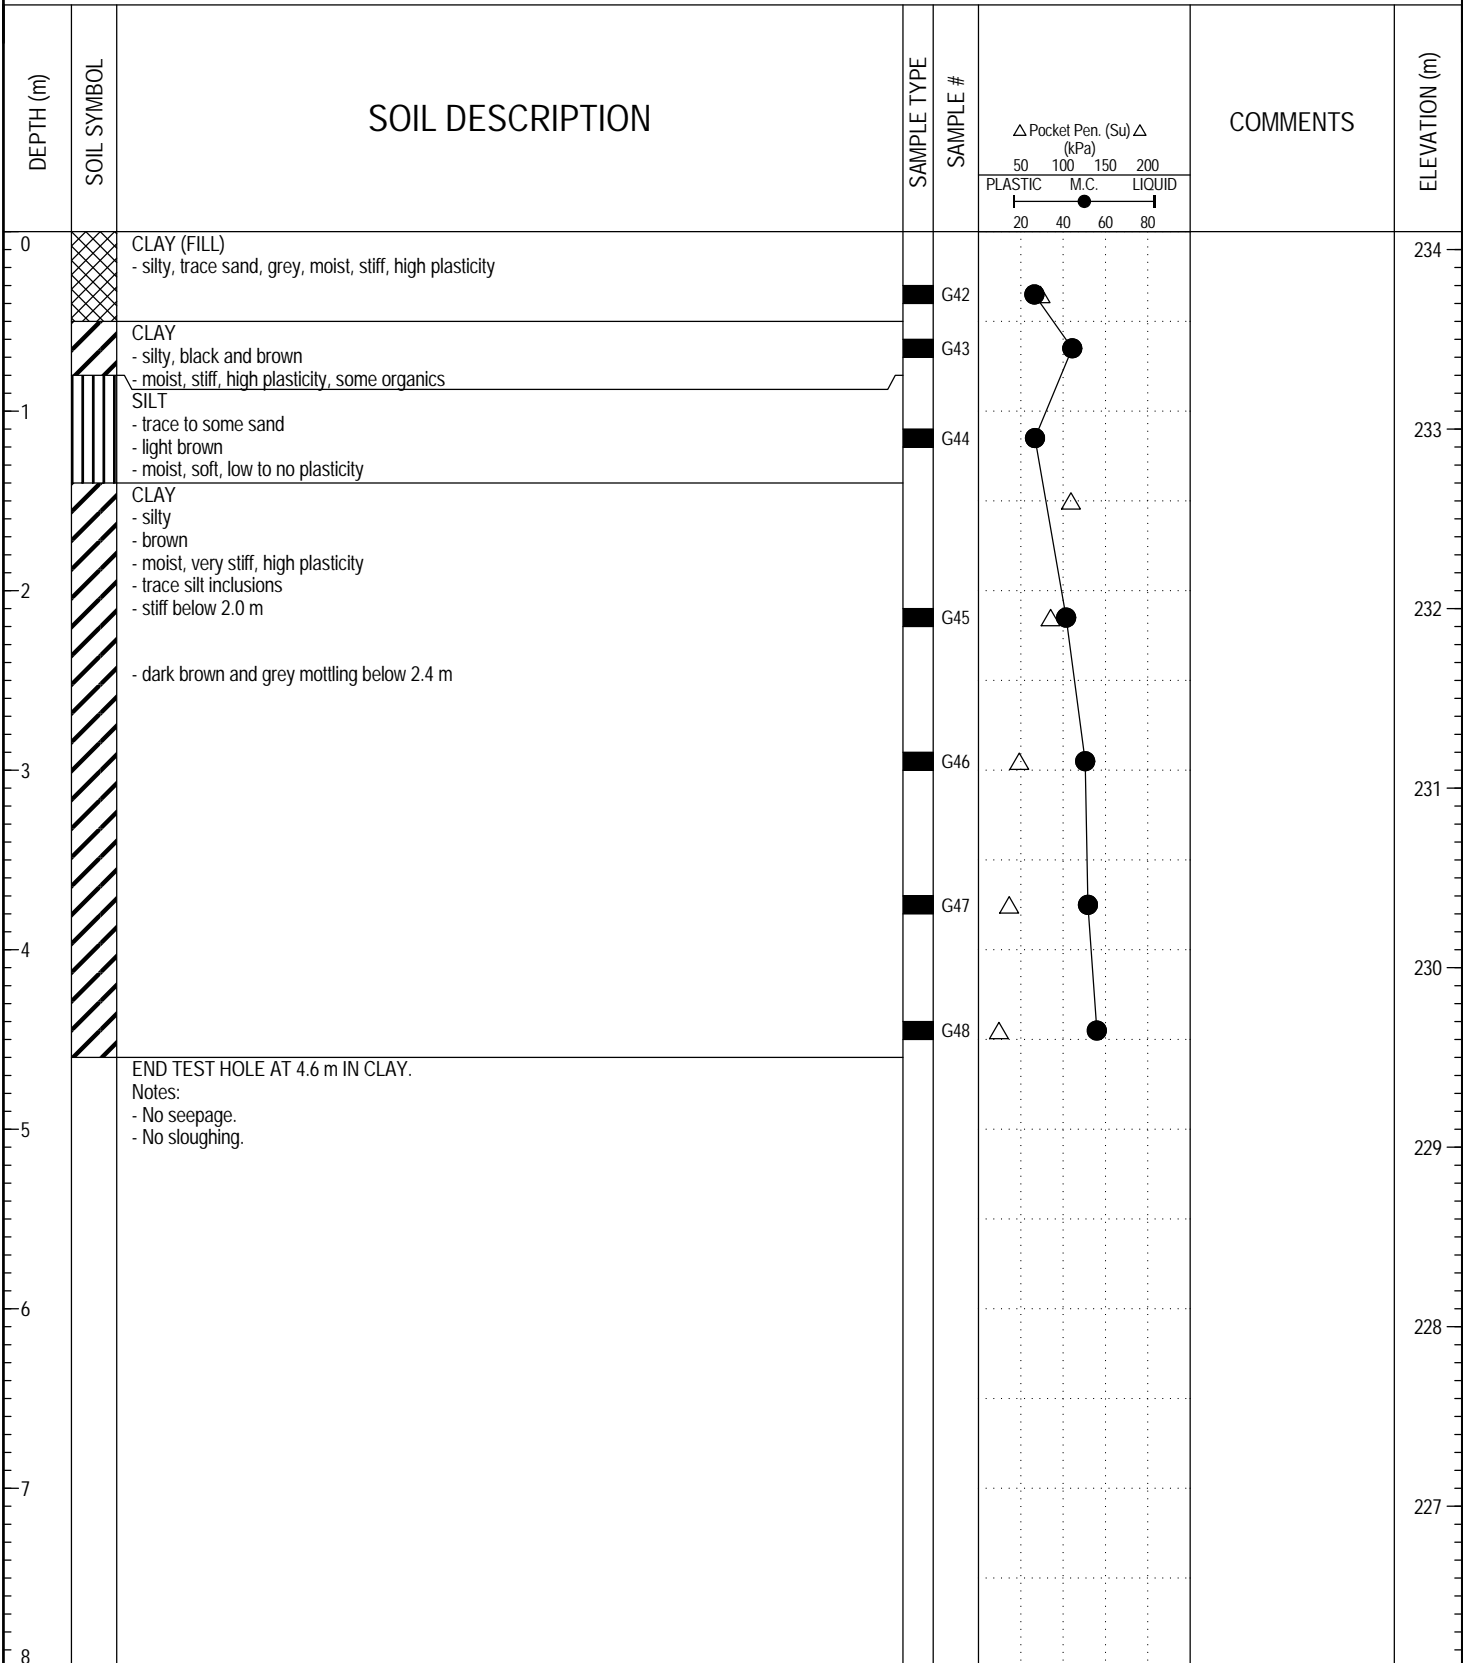 DEPTH (m)
SOIL SYMBOL
SOIL DESCRIPTION
SAMPLE TYPE
SAMPLE #
△ Pocket Pen. (Su) △
(kPa)
50 100 150 200
PLASTIC M.C. LIQUID
20 40 60 80
COMMENTS
ELEVATION (m)
0
CLAY (FILL)
- silty, trace sand, grey, moist, stiff, high plasticity
234
G42
CLAY
- silty, black and brown
- moist, stiff, high plasticity, some organics
G43
SILT
- trace to some sand
- light brown
- moist, soft, low to no plasticity
1
G44
233
CLAY
- silty
- brown
- moist, very stiff, high plasticity
- trace silt inclusions
- stiff below 2.0 m
2
G45
232
- dark brown and grey mottling below 2.4 m
G46
3
231
G47
4
230
G48
END TEST HOLE AT 4.6 m IN CLAY.
Notes:
- No seepage.
- No sloughing.
5
229
6
228
7
227
8